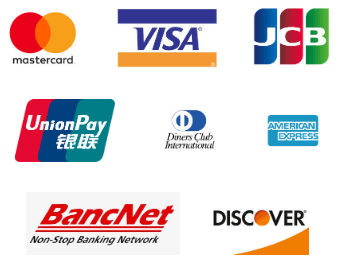 mastercard
VISA
JCB
UnionPay
银联
Diners Club
International
AMERICAN
EXPRESS
BancNet
Non-Stop Banking Network
DISCOVER